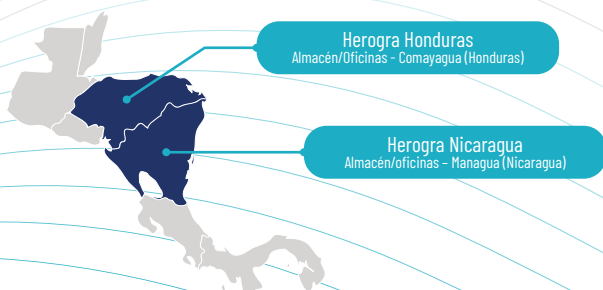 Herogra Honduras
Almacén/Oficinas - Comayagua (Honduras)
Herogra Nicaragua
Almacén/oficinas – Managua (Nicaragua)